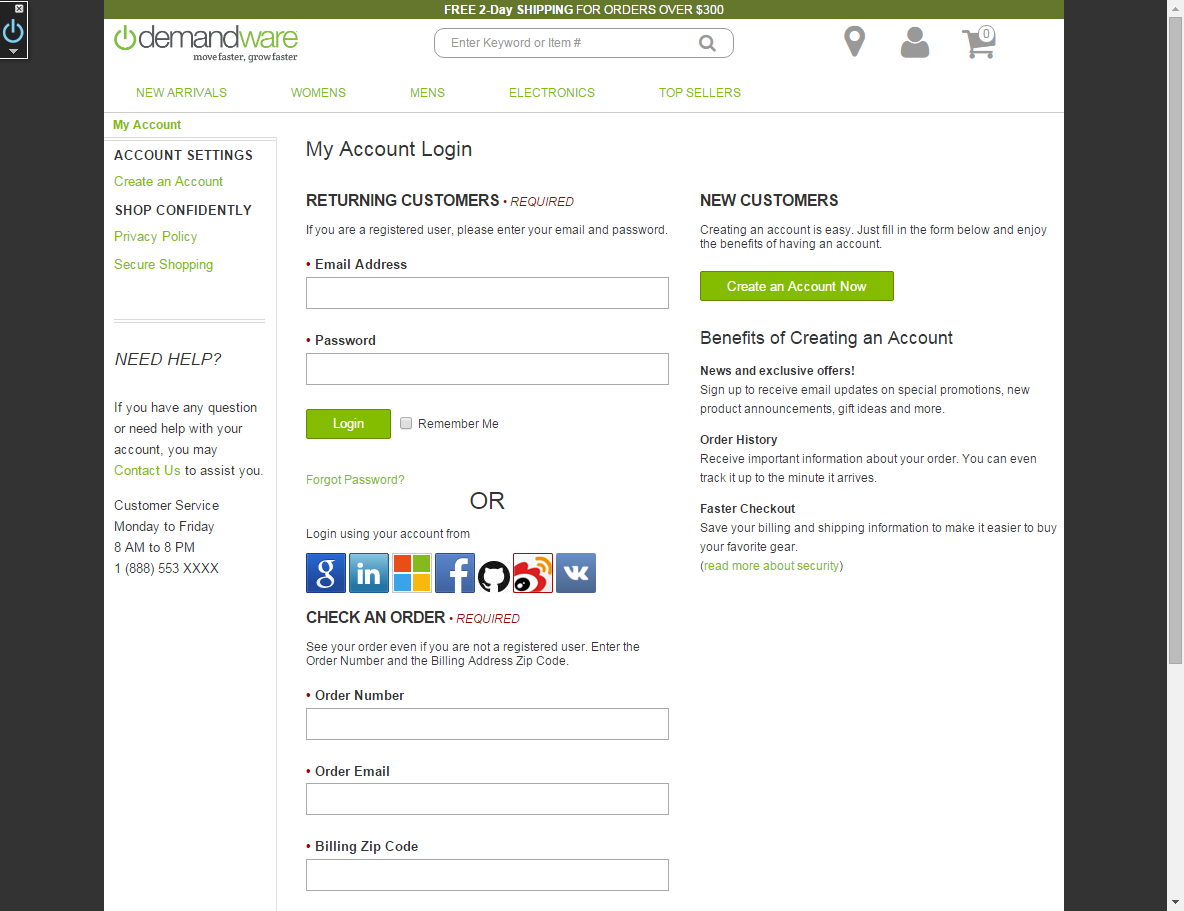 FREE 2-Day SHIPPING FOR ORDERS OVER $300
demandware
move faster, grow faster
Enter Keyword or Item #
0
NEW ARRIVALS
WOMENS
MENS
ELECTRONICS
TOP SELLERS
My Account
ACCOUNT SETTINGS
Create an Account
SHOP CONFIDENTLY
Privacy Policy
Secure Shopping
NEED HELP?
If you have any question
or need help with your
account, you may
Contact Us to assist you.
Customer Service
Monday to Friday
8 AM to 8 PM
1 (888) 553 XXXX
My Account Login
RETURNING CUSTOMERS • REQUIRED
If you are a registered user, please enter your email and password.
• Email Address
• Password
Login
Remember Me
Forgot Password?
OR
Login using your account from
g
in
f
CHECK AN ORDER • REQUIRED
See your order even if you are not a registered user. Enter the
Order Number and the Billing Address Zip Code.
• Order Number
• Order Email
• Billing Zip Code
NEW CUSTOMERS
Creating an account is easy. Just fill in the form below and enjoy
the benefits of having an account.
Create an Account Now
Benefits of Creating an Account
News and exclusive offers!
Sign up to receive email updates on special promotions, new
product announcements, gift ideas and more.
Order History
Receive important information about your order. You can even
track it up to the minute it arrives.
Faster Checkout
Save your billing and shipping information to make it easier to buy
your favorite gear.
(read more about security)